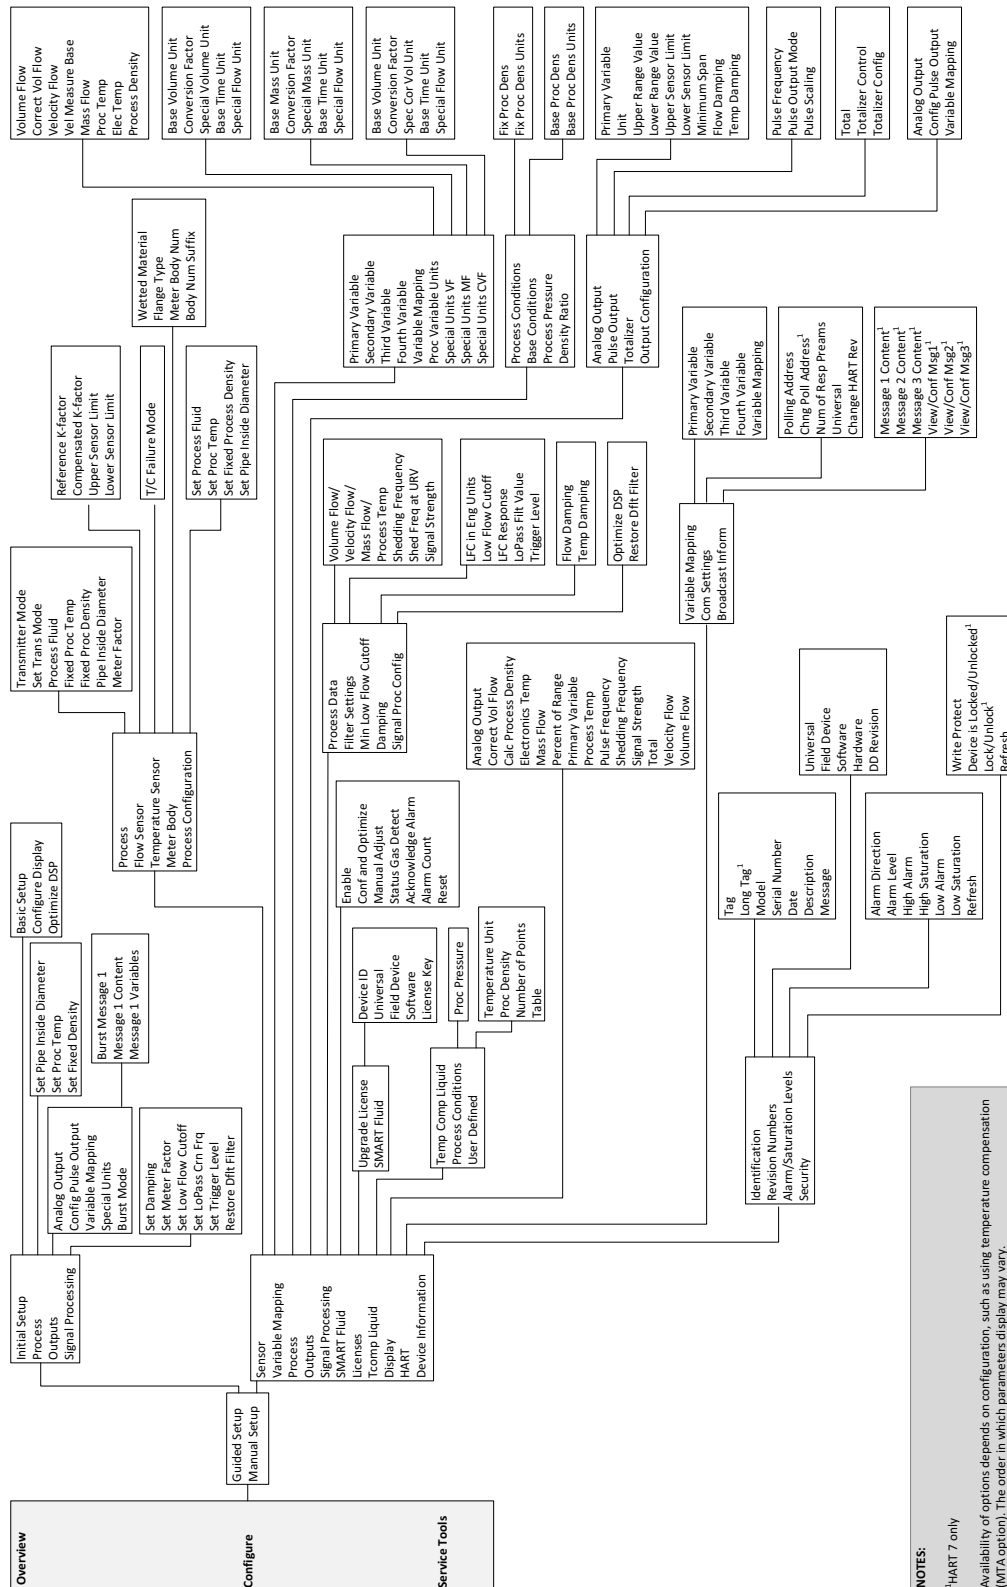 Overview
Configure
Service Tools
Guided Setup
Manual Setup
Initial Setup
Process
Outputs
Signal Processing
Basic Setup
Configure Display
Optimize DSP
Set Pipe Inside Diameter
Set Proc Temp
Set Fixed Density
Analog Output
Config Pulse Output
Variable Mapping
Special Units
Burst Mode
Burst Message 1
Message 1 Content
Message 1 Variables
Set Damping
Set Meter Factor
Set Low Flow Cutoff
Set LoPass Crn Frq
Set Trigger Level
Restore Dflt Filter
Sensor
Variable Mapping
Process
Outputs
Signal Processing
SMART Fluid
Licenses
Tcomp Liquid
Display
HART
Device Information
Process
Flow Sensor
Temperature Sensor
Meter Body
Process Configuration
Transmitter Mode
Set Trans Mode
Process Fluid
Fixed Proc Temp
Fixed Proc Density
Pipe Inside Diameter
Meter Factor
Reference K-factor
Compensated K-factor
Upper Sensor Limit
Lower Sensor Limit
T/C Failure Mode
Wetted Material
Flange Type
Meter Body Num
Body Num Suffix
Set Process Fluid
Set Proc Temp
Set Fixed Process Density
Set Pipe Inside Diameter
Primary Variable
Secondary Variable
Third Variable
Fourth Variable
Variable Mapping
Proc Variable Units
Special Units VF
Special Units MF
Special Units CVF
Volume Flow
Correct Vol Flow
Velocity Flow
Vel Measure Base
Mass Flow
Proc Temp
Elec Temp
Process Density
Base Volume Unit
Conversion Factor
Special Volume Unit
Base Time Unit
Special Flow Unit
Base Mass Unit
Conversion Factor
Special Mass Unit
Base Time Unit
Special Flow Unit
Base Volume Unit
Conversion Factor
Spec Cor Vol Unit
Base Time Unit
Special Flow Unit
Process Conditions
Base Conditions
Process Pressure
Density Ratio
Fix Proc Dens
Fix Proc Dens Units
Base Proc Dens
Base Proc Dens Units
Analog Output
Pulse Output
Totalizer
Output Configuration
Primary Variable
Unit
Upper Range Value
Lower Range Value
Upper Sensor Limit
Lower Sensor Limit
Minimum Span
Flow Damping
Temp Damping
Pulse Frequency
Pulse Output Mode
Pulse Scaling
Total
Totalizer Control
Totalizer Config
Analog Output
Config Pulse Output
Variable Mapping
Process Data
Filter Settings
Min Low Flow Cutoff
Damping
Signal Proc Config
Volume Flow/
Velocity Flow/
Mass Flow/
Process Temp
Shedding Frequency
Shed Freq at URV
Signal Strength
LFC in Eng Units
Low Flow Cutoff
LFC Response
LoPass Filt Value
Trigger Level
Flow Damping
Temp Damping
Optimize DSP
Restore Dflt Filter
Enable
Conf and Optimize
Manual Adjust
Status Gas Detect
Acknowledge Alarm
Alarm Count
Reset
Upgrade License
SMART Fluid
Device ID
Universal
Field Device
Software
License Key
Temp Comp Liquid
Process Conditions
User Defined
Proc Pressure
Temperature Unit
Proc Density
Number of Points
Table
Analog Output
Correct Vol Flow
Calc Process Density
Electronics Temp
Mass Flow
Percent of Range
Primary Variable
Process Temp
Pulse Frequency
Shedding Frequency
Signal Strength
Total
Velocity Flow
Volume Flow
Variable Mapping
Com Settings
Broadcast Inform
Primary Variable
Secondary Variable
Third Variable
Fourth Variable
Variable Mapping
Polling Address
Chng Poll Address¹
Num of Resp Preams
Universal
Change HART Rev
Message 1 Content¹
Message 2 Content¹
Message 3 Content¹
View/Conf Msg1¹
View/Conf Msg2¹
View/Conf Msg3¹
Identification
Revision Numbers
Alarm/Saturation Levels
Security
Tag
Long Tag¹
Model
Serial Number
Date
Description
Message
Universal
Field Device
Software
Hardware
DD Revision
Alarm Direction
Alarm Level
High Alarm
High Saturation
Low Alarm
Low Saturation
Refresh
Write Protect
Device is Locked/Unlocked¹
Lock/Unlock¹
Refresh
NOTES:
¹HART 7 only
Availability of options depends on configuration, such as using temperature compensation
(MTA option). The order in which parameters display may vary.